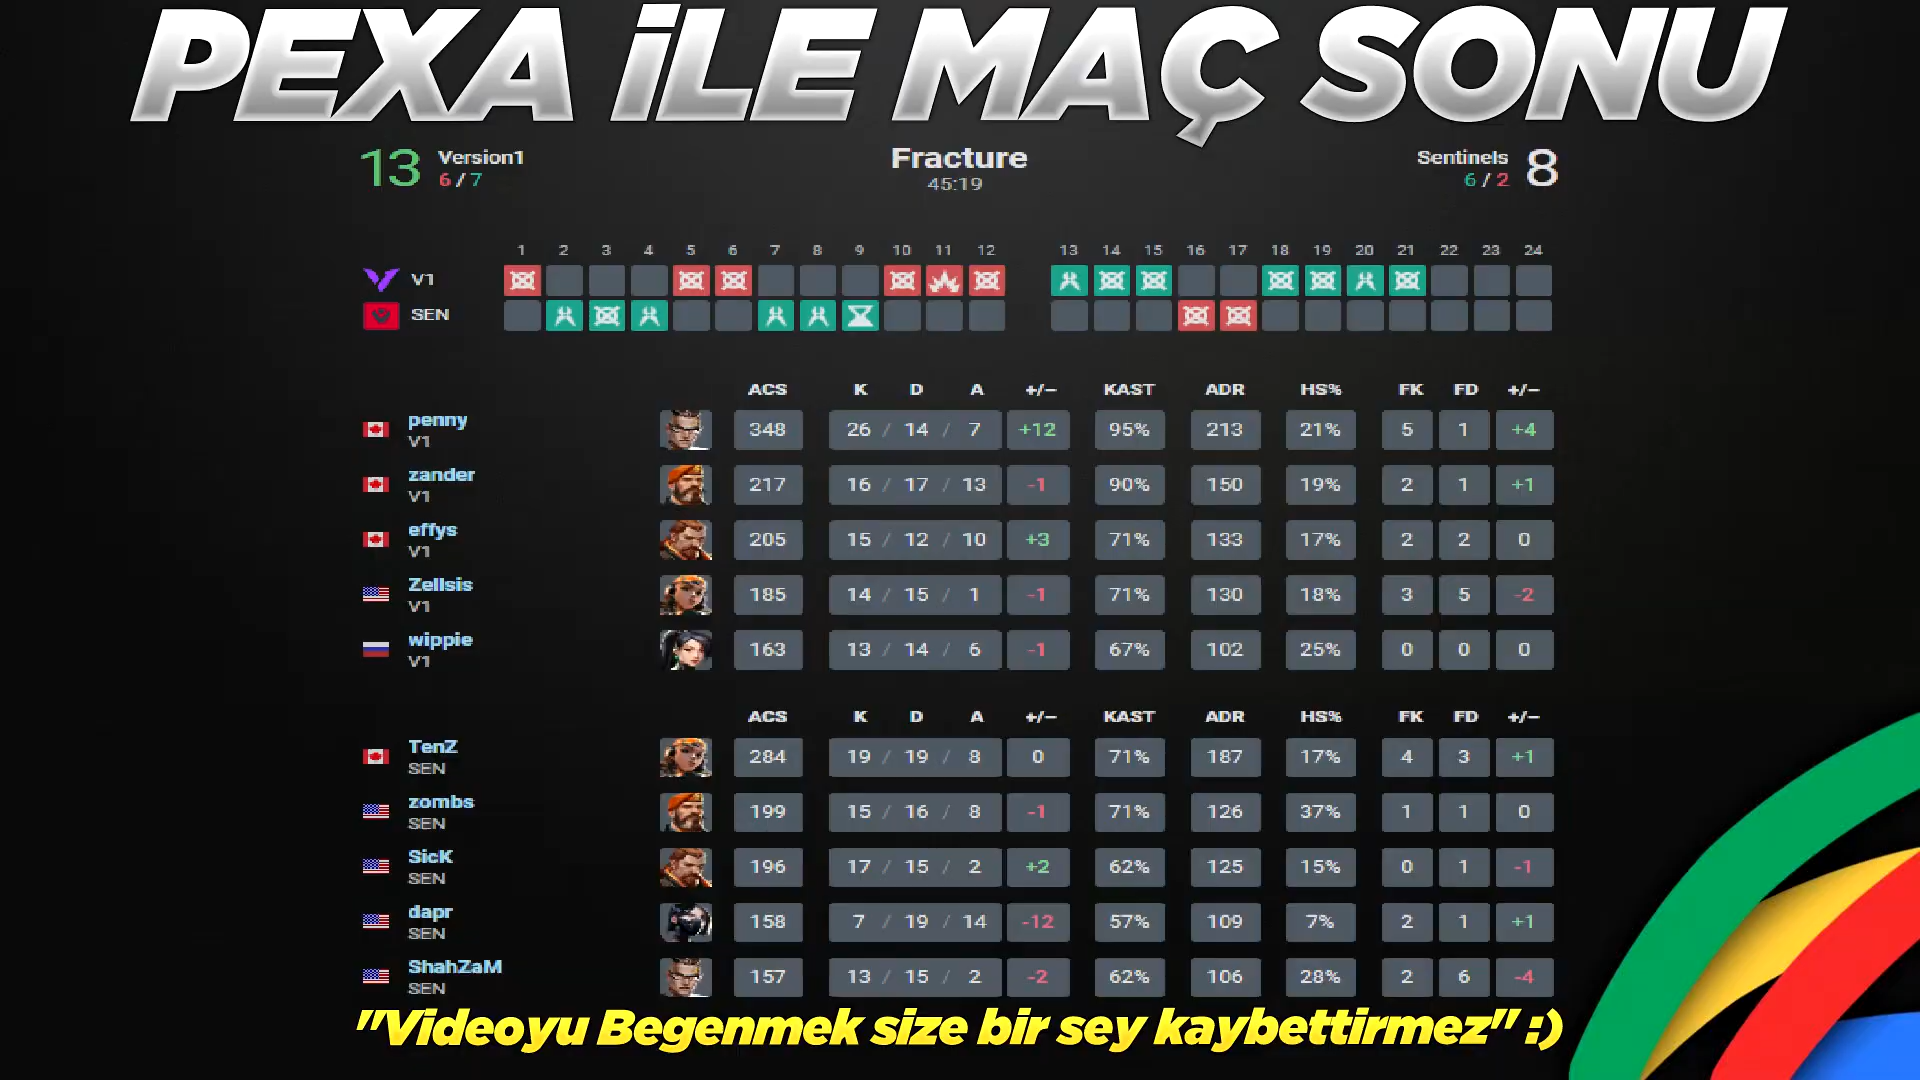 PEXA iLE MAÇ SONU
13 Version1 Fracture Sentinels 8
6 / 7 45:19 6 / 2
1 2 3 4 5 6 7 8 9 10 11 12 13 14 15 16 17 18 19 20 21 22 23 24
V1
SEN
ACS K D A +/– KAST ADR HS% FK FD +/–
penny V1 348 26 / 14 / 7 +12 95% 213 21% 5 1 +4
zander V1 217 16 / 17 / 13 -1 90% 150 19% 2 1 +1
effys V1 205 15 / 12 / 10 +3 71% 133 17% 2 2 0
Zellsis V1 185 14 / 15 / 1 -1 71% 130 18% 3 5 -2
wippie V1 163 13 / 14 / 6 -1 67% 102 25% 0 0 0
ACS K D A +/– KAST ADR HS% FK FD +/–
TenZ SEN 284 19 / 19 / 8 0 71% 187 17% 4 3 +1
zombs SEN 199 15 / 16 / 8 -1 71% 126 37% 1 1 0
SicK SEN 196 17 / 15 / 2 +2 62% 125 15% 0 1 -1
dapr SEN 158 7 / 19 / 14 -12 57% 109 7% 2 1 +1
ShahZaM SEN 157 13 / 15 / 2 -2 62% 106 28% 2 6 -4
"Videoyu Begenmek size bir sey kaybettirmez" :)